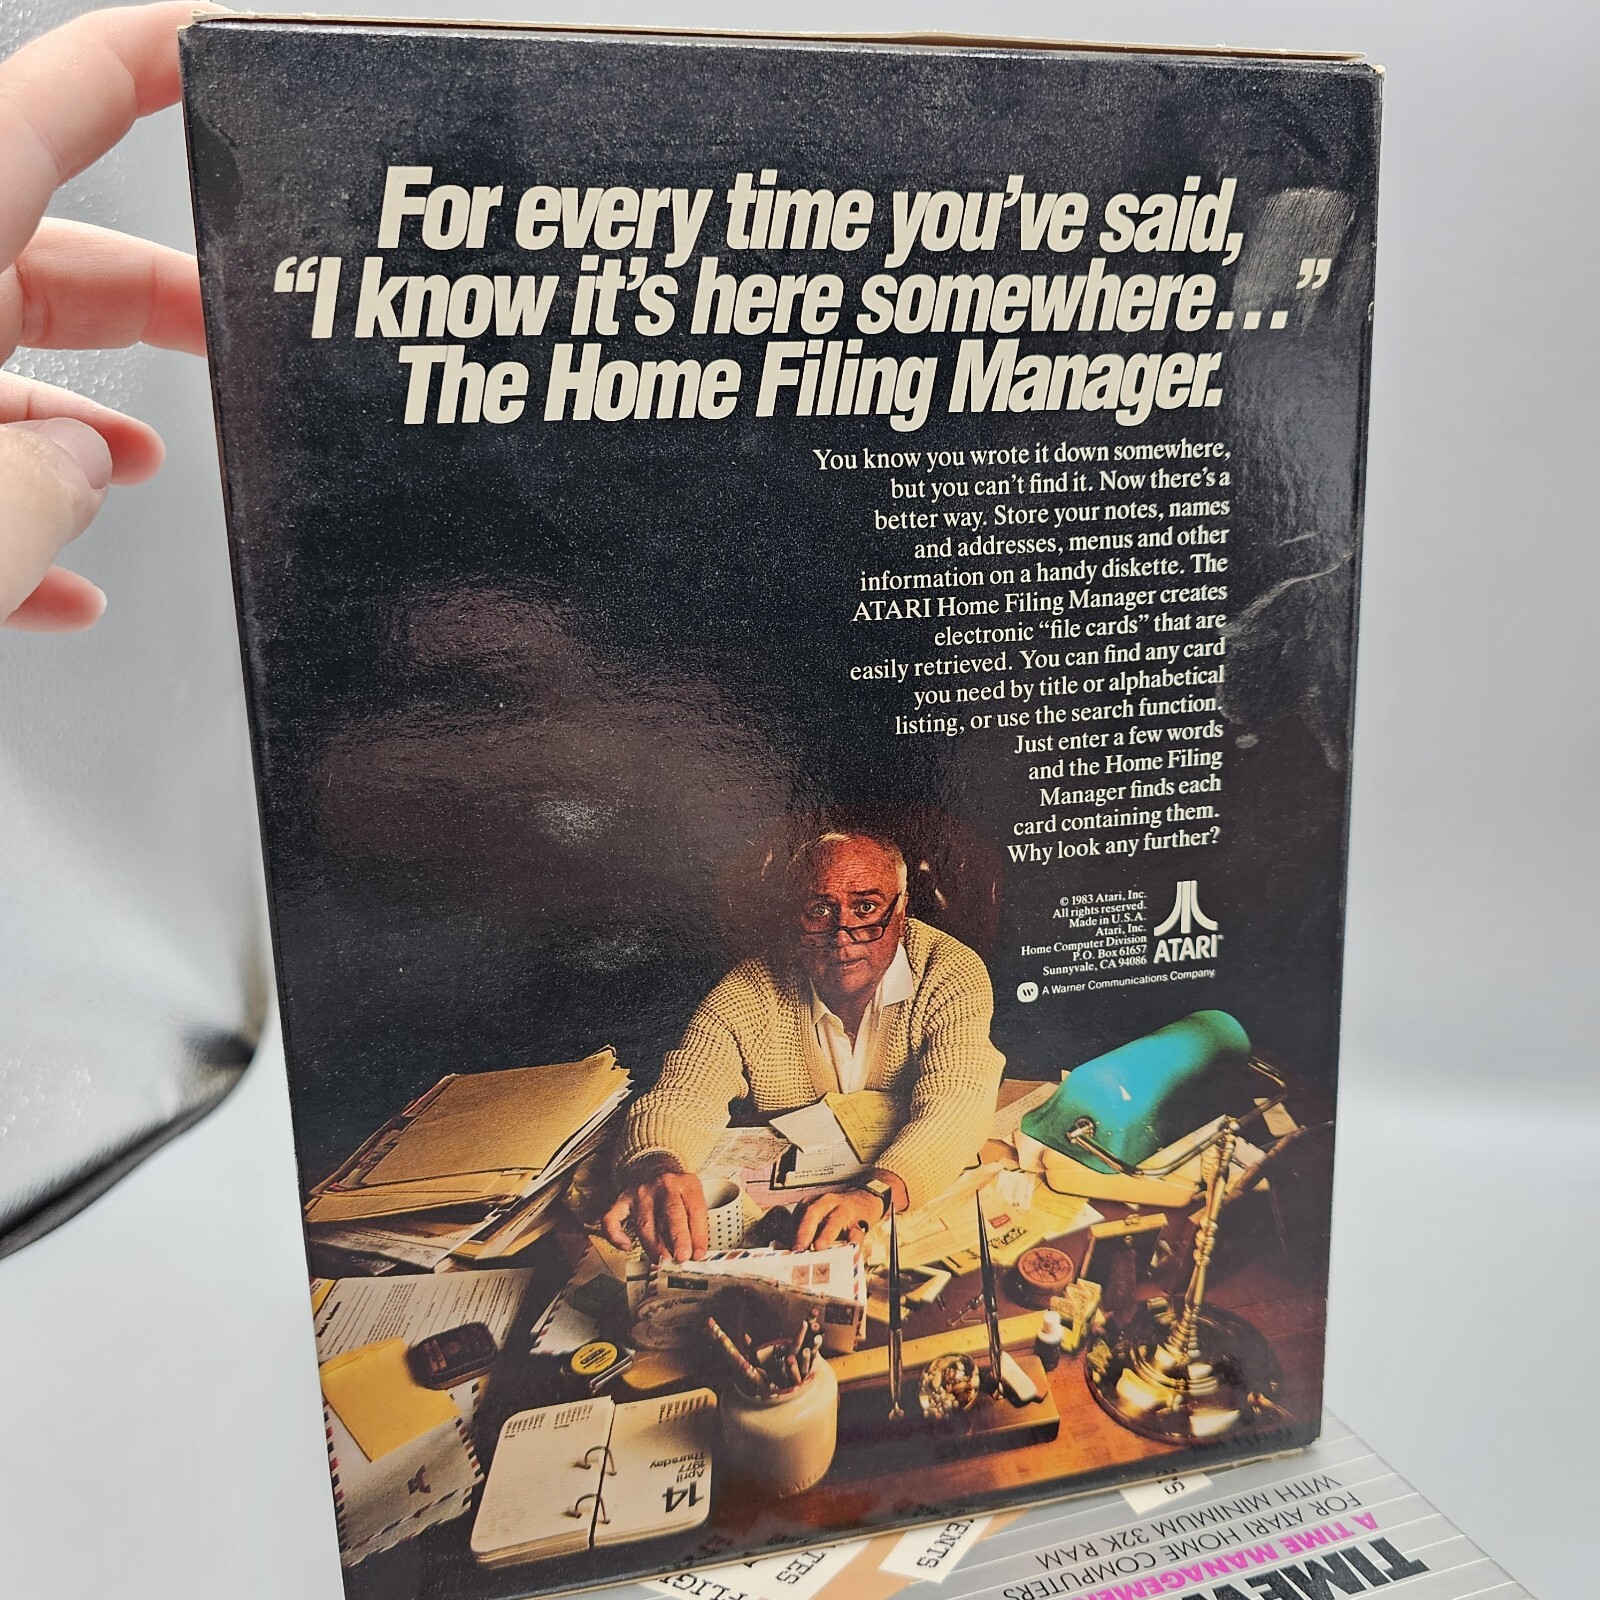 For every time you've said,
“I know it's here somewhere...”
The Home Filing Manager.
You know you wrote it down somewhere,
but you can't find it. Now there's a
better way. Store your notes, names
and addresses, menus and other
information on a handy diskette. The
ATARI Home Filing Manager creates
electronic “file cards” that are
easily retrieved. You can find any card
you need by title or alphabetical
listing, or use the search function.
Just enter a few words
and the Home Filing
Manager finds each
card containing them.
Why look any further?
© 1983 Atari, Inc.
All rights reserved.
Made in U.S.A.
Atari, Inc.
Home Computer Division
P.O. Box 61657
Sunnyvale, CA 94086
ATARI
A Warner Communications Company
14
April
1977
Thursday
A TIME MANAGEMEN
FOR ATARI HOME COMPUTERS
WITH MINIMUM 32K RAM